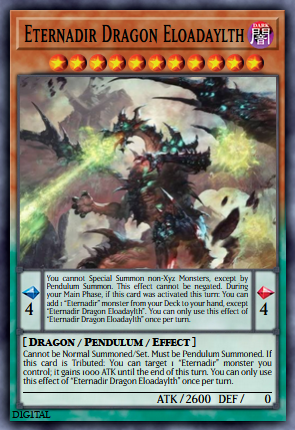 ETERNADIR DRAGON ELOADAYLTH
DARK
闇
You cannot Special Summon non-Xyz Monsters, except by
Pendulum Summon. This effect cannot be negated. During
your Main Phase, if this card was activated this turn: You can
add 1 "Eternadir" monster from your Deck to your hand, except
"Eternadir Dragon Eloadaylth". You can only use this effect of
"Eternadir Dragon Eloadaylth" once per turn.
4
4
[ DRAGON / PENDULUM / EFFECT ]
Cannot be Normal Summoned/Set. Must be Pendulum Summoned. If
this card is Tributed: You can target 1 "Eternadir" monster you
control; it gains 1000 ATK until the end of this turn. You can only use
this effect of "Eternadir Dragon Eloadaylth" once per turn.
ATK/2600 DEF/ 0
DIGITAL